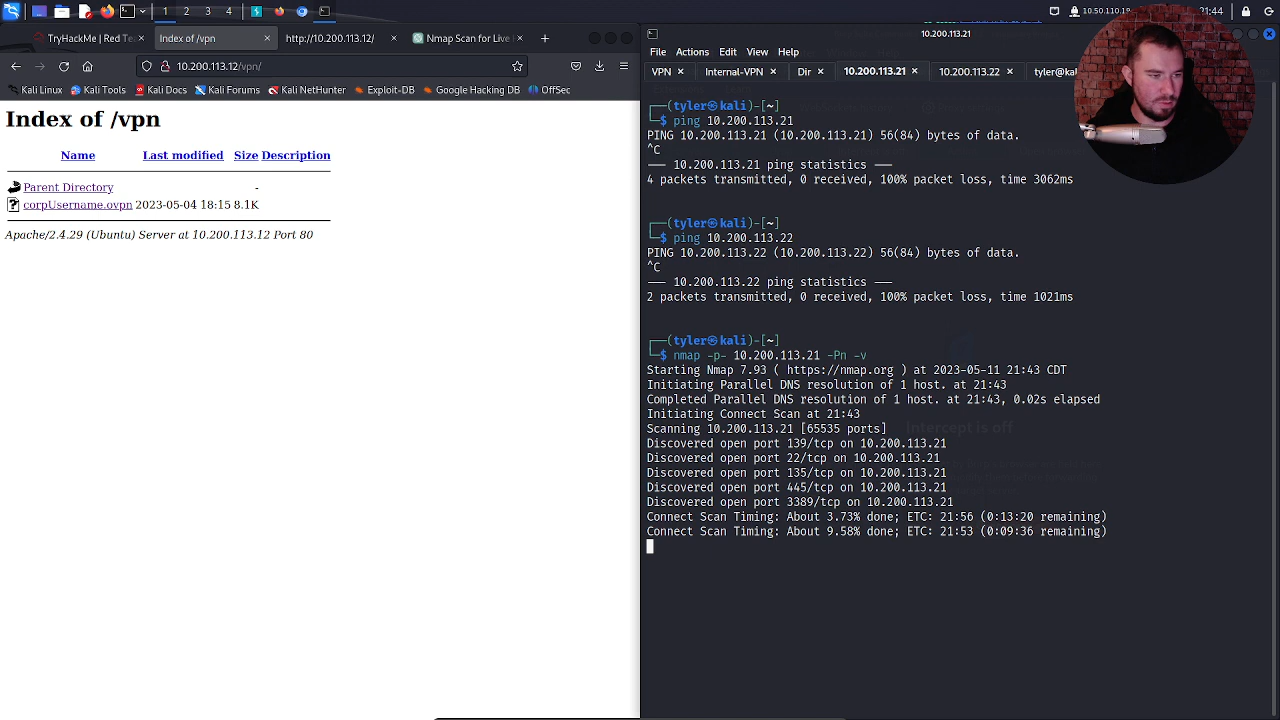 1
2
3
4
10.50.110.18
21:44
TryHackMe | Red Te
Index of /vpn
http://10.200.113.12/
Nmap Scan for Live
10.200.113.12/vpn/
Kali Linux
Kali Tools
Kali Docs
Kali Forums
Kali NetHunter
Exploit-DB
Google Hacking DB
OffSec
Index of /vpn
Name Last modified Size Description
Parent Directory -
corpUsername.ovpn 2023-05-04 18:15 8.1K
Apache/2.4.29 (Ubuntu) Server at 10.200.113.12 Port 80
10.200.113.21
File Actions Edit View Help
VPN
Internal-VPN
Dir
10.200.113.21
10.200.113.22
tyler@kal
┌──(tyler㉿kali)-[~]
└─$ ping 10.200.113.21
PING 10.200.113.21 (10.200.113.21) 56(84) bytes of data.
^C
── 10.200.113.21 ping statistics ──
4 packets transmitted, 0 received, 100% packet loss, time 3062ms
┌──(tyler㉿kali)-[~]
└─$ ping 10.200.113.22
PING 10.200.113.22 (10.200.113.22) 56(84) bytes of data.
^C
── 10.200.113.22 ping statistics ──
2 packets transmitted, 0 received, 100% packet loss, time 1021ms
┌──(tyler㉿kali)-[~]
└─$ nmap -p- 10.200.113.21 -Pn -v
Starting Nmap 7.93 ( https://nmap.org ) at 2023-05-11 21:43 CDT
Initiating Parallel DNS resolution of 1 host. at 21:43
Completed Parallel DNS resolution of 1 host. at 21:43, 0.02s elapsed
Initiating Connect Scan at 21:43
Scanning 10.200.113.21 [65535 ports]
Intercept is off
Discovered open port 139/tcp on 10.200.113.21
Discovered open port 22/tcp on 10.200.113.21
Discovered open port 135/tcp on 10.200.113.21
Discovered open port 445/tcp on 10.200.113.21
Discovered open port 3389/tcp on 10.200.113.21
Connect Scan Timing: About 3.73% done; ETC: 21:56 (0:13:20 remaining)
Connect Scan Timing: About 9.58% done; ETC: 21:53 (0:09:36 remaining)